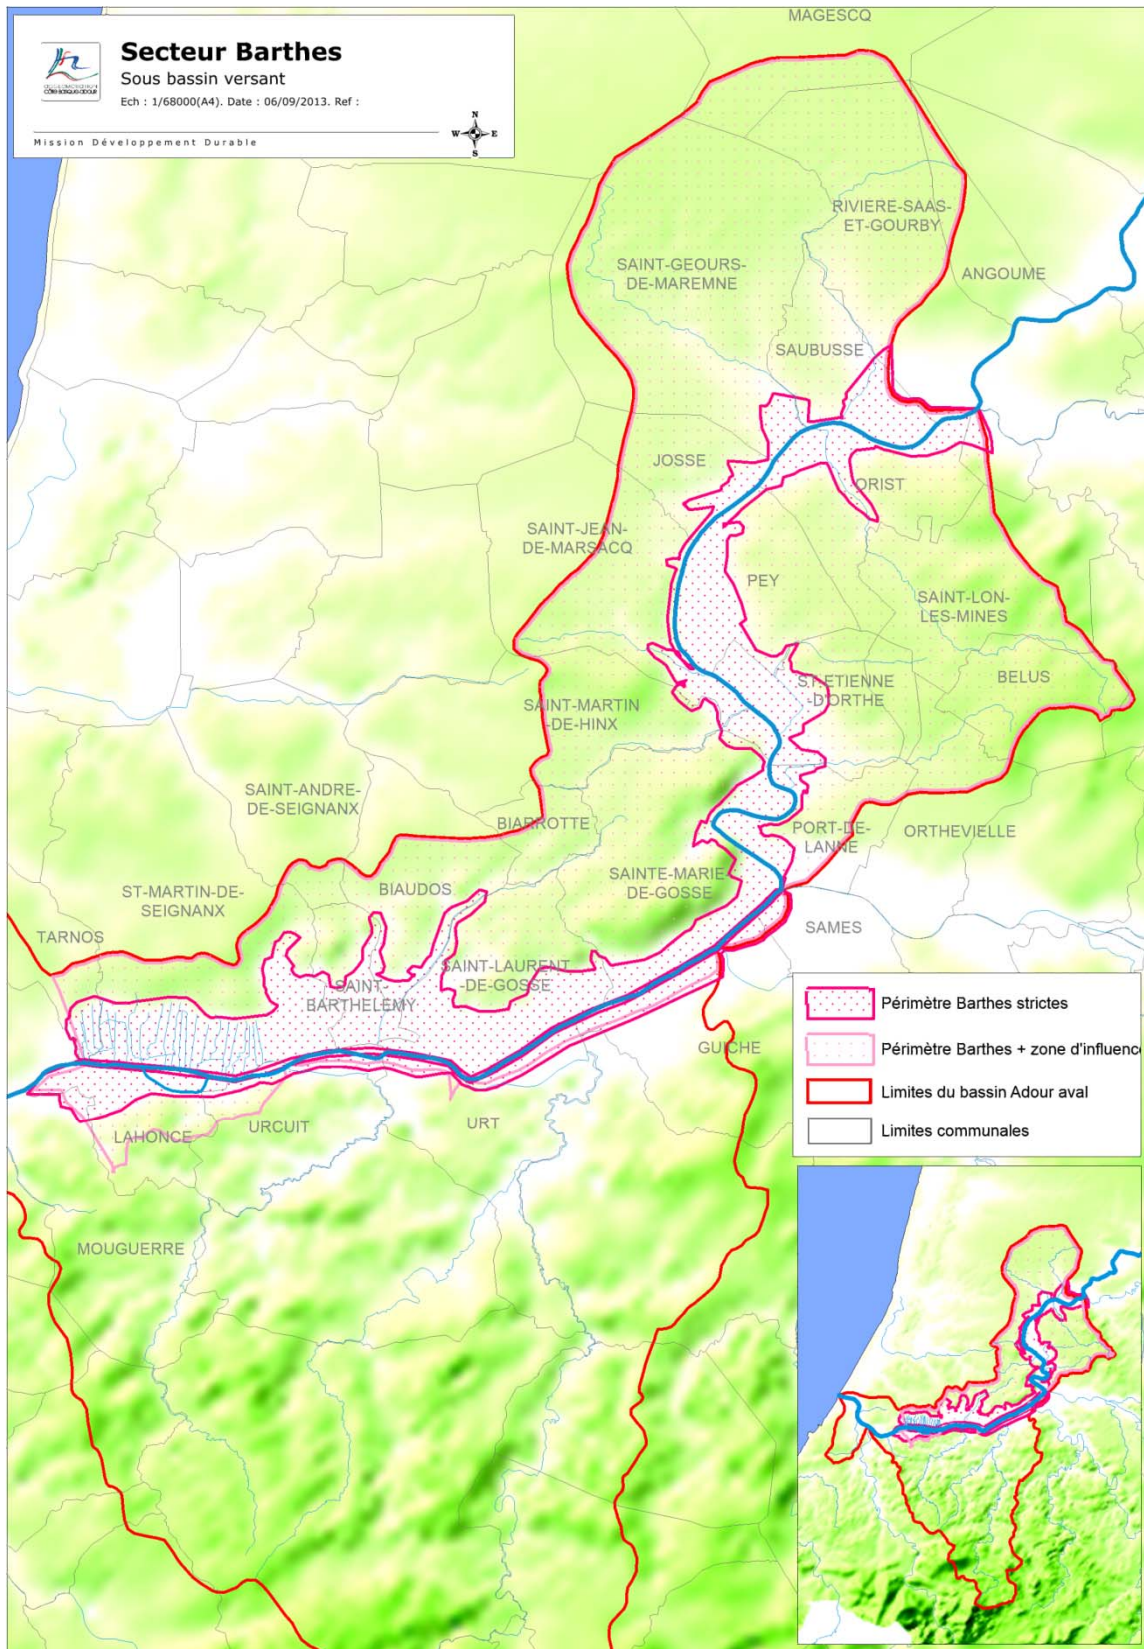 Secteur Barthes
Sous bassin versant
Ech : 1/68000(A4). Date : 06/09/2013. Ref :
Mission Développement Durable
N
W
E
S
AGGLOMERATION
CÔTE BASQUE-ADOUR
MAGESCQ
RIVIERE-SAAS-
ET-GOURBY
SAINT-GEOURS-
DE-MAREMNE
ANGOUME
SAUBUSSE
JOSSE
ORIST
SAINT-JEAN-
DE-MARSACQ
PEY
SAINT-LON-
LES-MINES
ST-ETIENNE
-D'ORTHE
BELUS
SAINT-MARTIN
-DE-HINX
SAINT-ANDRE-
DE-SEIGNANX
BIARROTTE
PORT-DE-
LANNE
ORTHEVIELLE
SAINTE-MARIE
DE-GOSSE
ST-MARTIN-DE-
SEIGNANX
BIAUDOS
TARNOS
SAMES
SAINT-LAURENT
-DE-GOSSE
SAINT-
BARTHELEMY
GUICHE
LAHONCE
URCUIT
URT
MOUGUERRE
Périmètre Barthes strictes
Périmètre Barthes + zone d'influence
Limites du bassin Adour aval
Limites communales